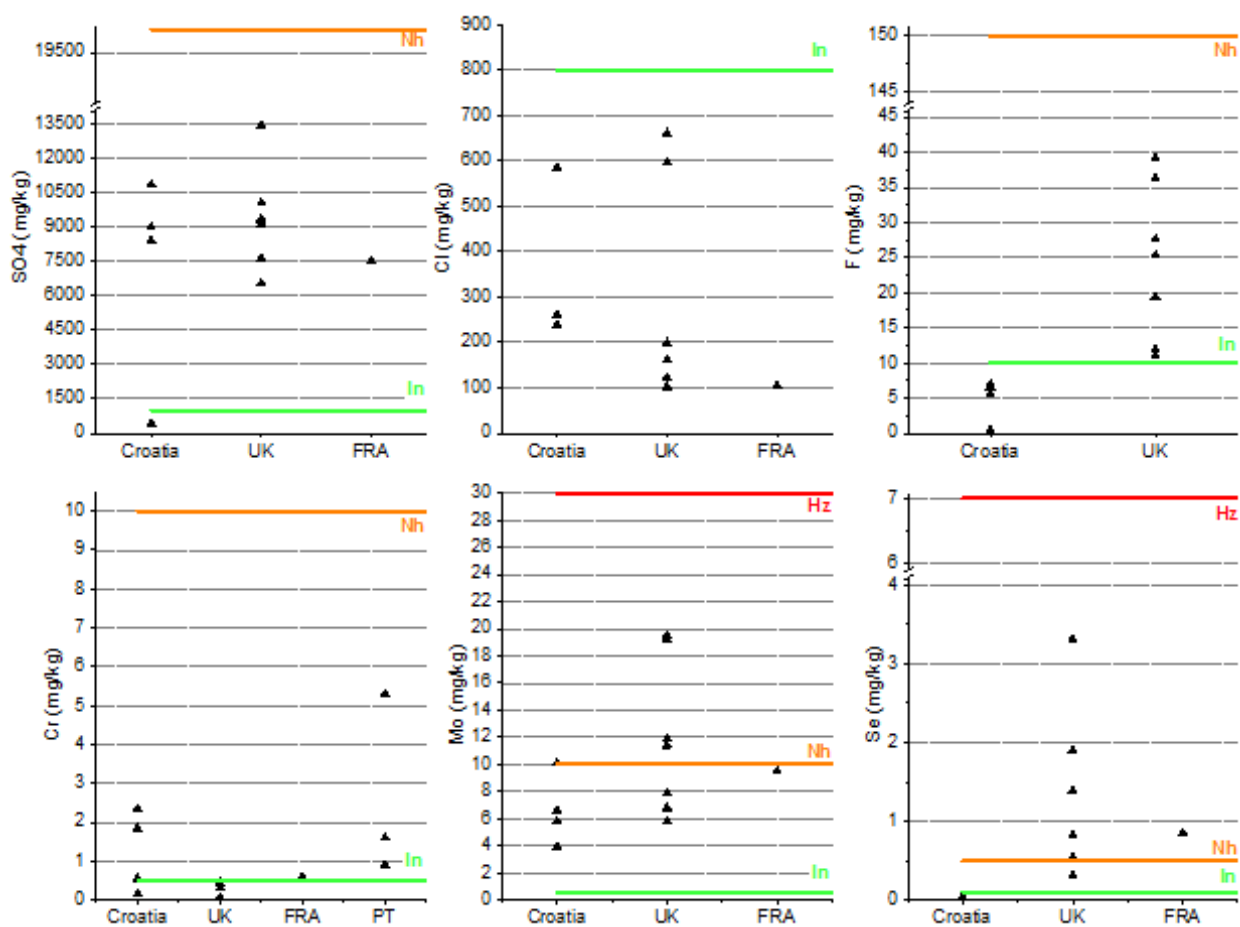 SO4 (mg/kg)
19500
13500
12000
10500
9000
7500
6000
4500
3000
1500
0
Nh
In
Croatia UK FRA
Cl (mg/kg)
900
800
700
600
500
400
300
200
100
0
In
Croatia UK FRA
F (mg/kg)
150
145
45
40
35
30
25
20
15
10
5
0
Nh
In
Croatia UK
Cr (mg/kg)
10
9
8
7
6
5
4
3
2
1
0
Nh
In
Croatia UK FRA PT
Mo (mg/kg)
30
28
26
24
22
20
18
16
14
12
10
8
6
4
2
0
Hz
Nh
In
Croatia UK FRA
Se (mg/kg)
7
6
4
3
2
1
0
Hz
Nh
In
Croatia UK FRA